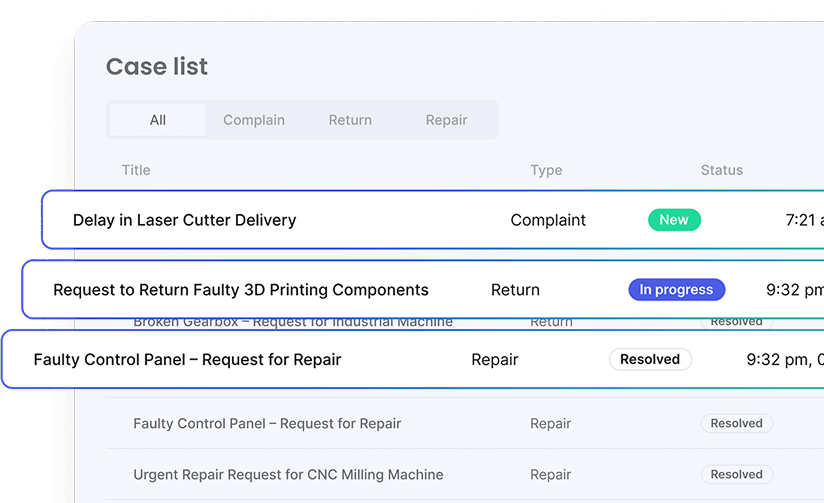 Case list
All Complain Return Repair
Title Type Status
Delay in Laser Cutter Delivery Complaint New 7:21
Request to Return Faulty 3D Printing Components Return In progress 9:32 pm
Broken Gearbox – Request for Industrial Machine Return Resolved
Faulty Control Panel – Request for Repair Repair Resolved 9:32 pm,
Faulty Control Panel – Request for Repair Repair Resolved
Urgent Repair Request for CNC Milling Machine Repair Resolved